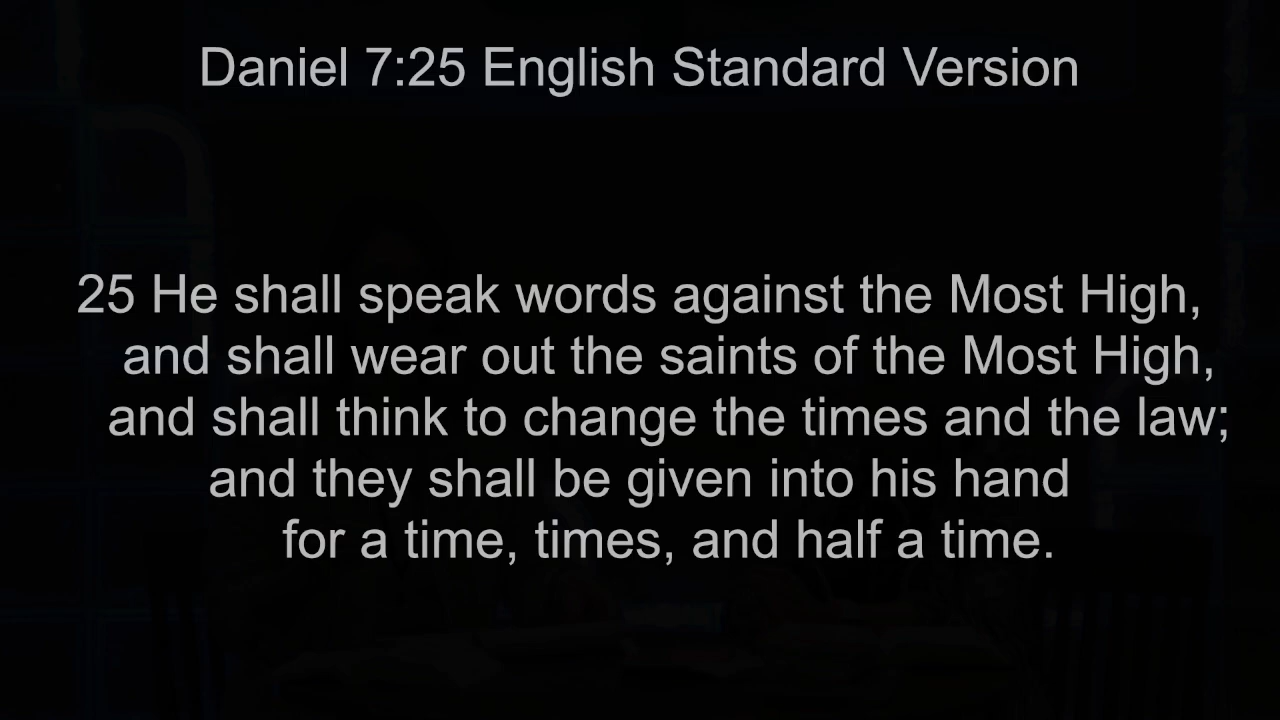 Daniel 7:25 English Standard Version
25 He shall speak words against the Most High,
and shall wear out the saints of the Most High,
and shall think to change the times and the law;
and they shall be given into his hand
for a time, times, and half a time.